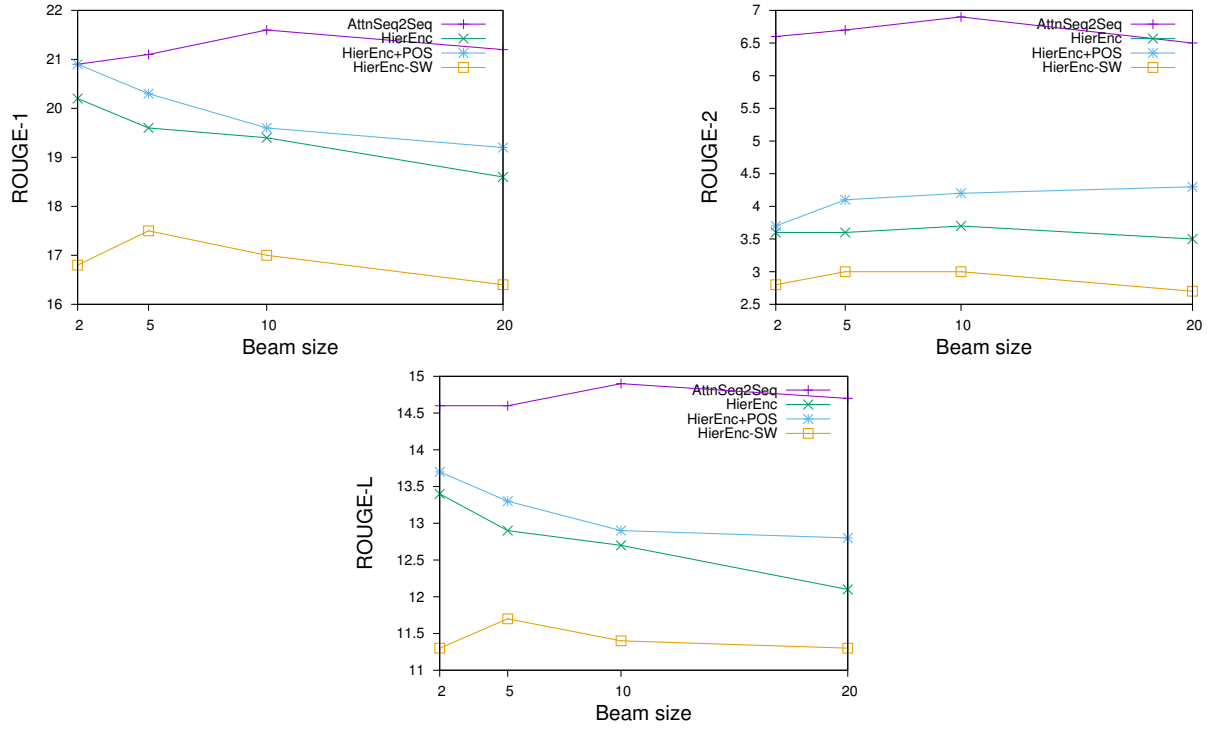 22
21
20
19
18
17
16
2
5
10
20
ROUGE-1
Beam size
AttnSeq2Seq
HierEnc
HierEnc+POS
HierEnc-SW
7
6.5
6
5.5
5
4.5
4
3.5
3
2.5
2
5
10
20
ROUGE-2
Beam size
AttnSeq2Seq
HierEnc
HierEnc+POS
HierEnc-SW
15
14.5
14
13.5
13
12.5
12
11.5
11
2
5
10
20
ROUGE-L
Beam size
AttnSeq2Seq
HierEnc
HierEnc+POS
HierEnc-SW